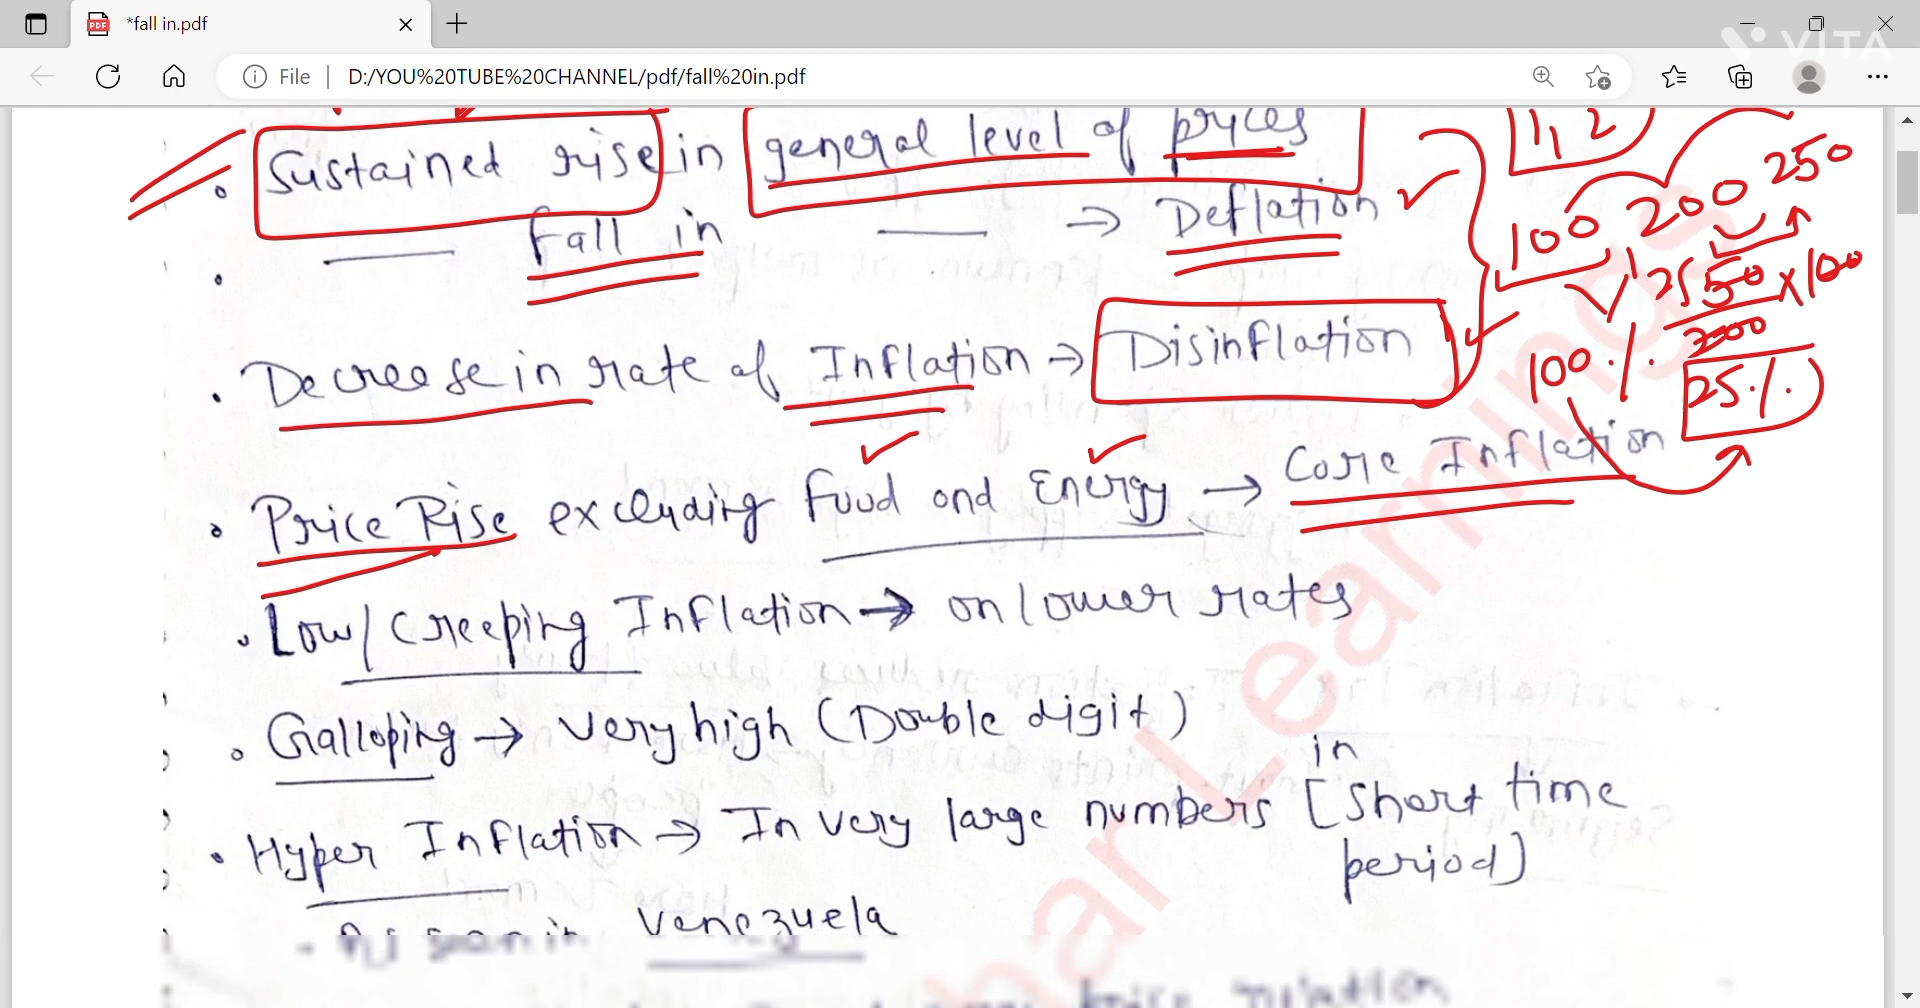 *fall in.pdf
VITA
File
D:/YOU%20TUBE%20CHANNEL/pdf/fall%20in.pdf
Sustained rise in general level of prices
fall in → Deflation
Decrease in rate of Inflation → Disinflation
Price Rise excluding food and Energy → Core Inflation
Low/Creeping Inflation → on lower rates
Galloping → very high (Double digit)
in
Hyper Inflation → In very large numbers [Short time
period]
Venezuela
1, 2
100 200 250
50 x 100
200
100 %
25 %
Learnings